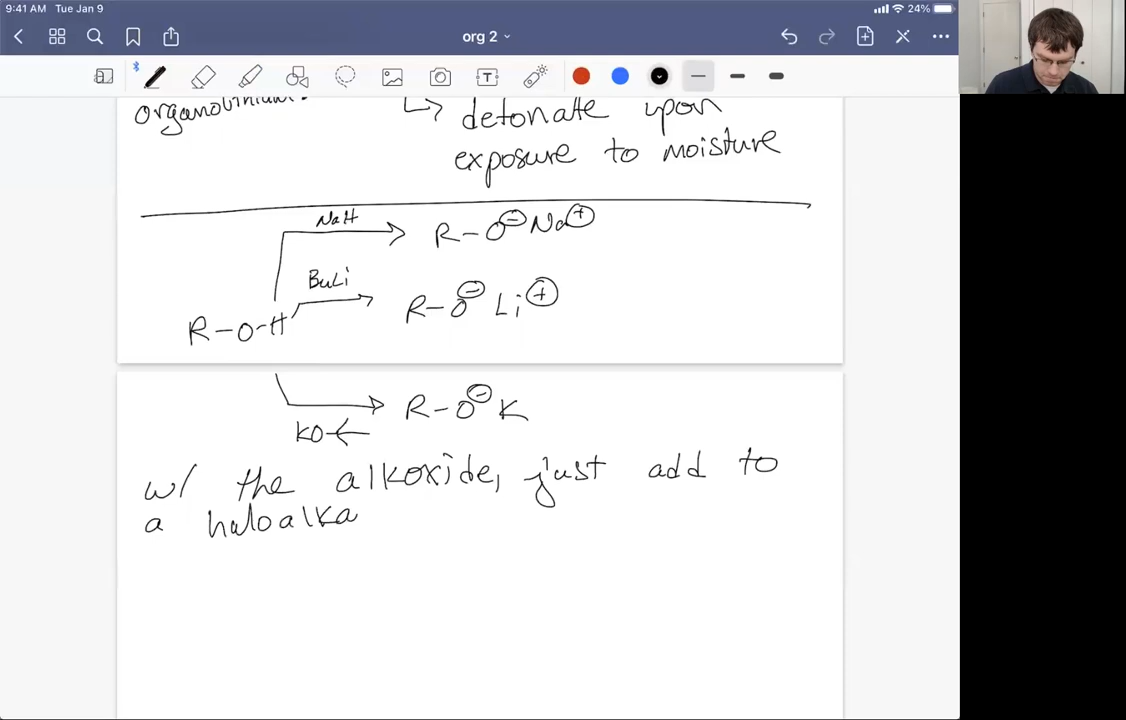 9:41 AM Tue Jan 9
24%
org 2
detonate upon
exposure to moisture
NaH
R-O⊖Na⊕
BuLi
R-O⊖ Li⊕
R-O-H
R-O⊖ K
KO
w/ the alkoxide, just add to
a haloalka